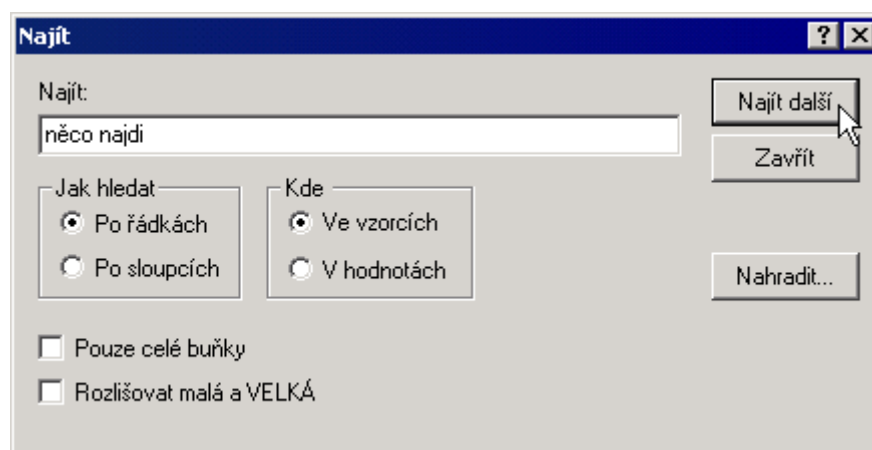 Najít
Najít:
něco najdi
Najít další
Zavřít
Jak hledat
Po řádkách
Po sloupcích
Kde
Ve vzorcích
V hodnotách
Nahradit...
Pouze celé buňky
Rozlišovat malá a VELKÁ